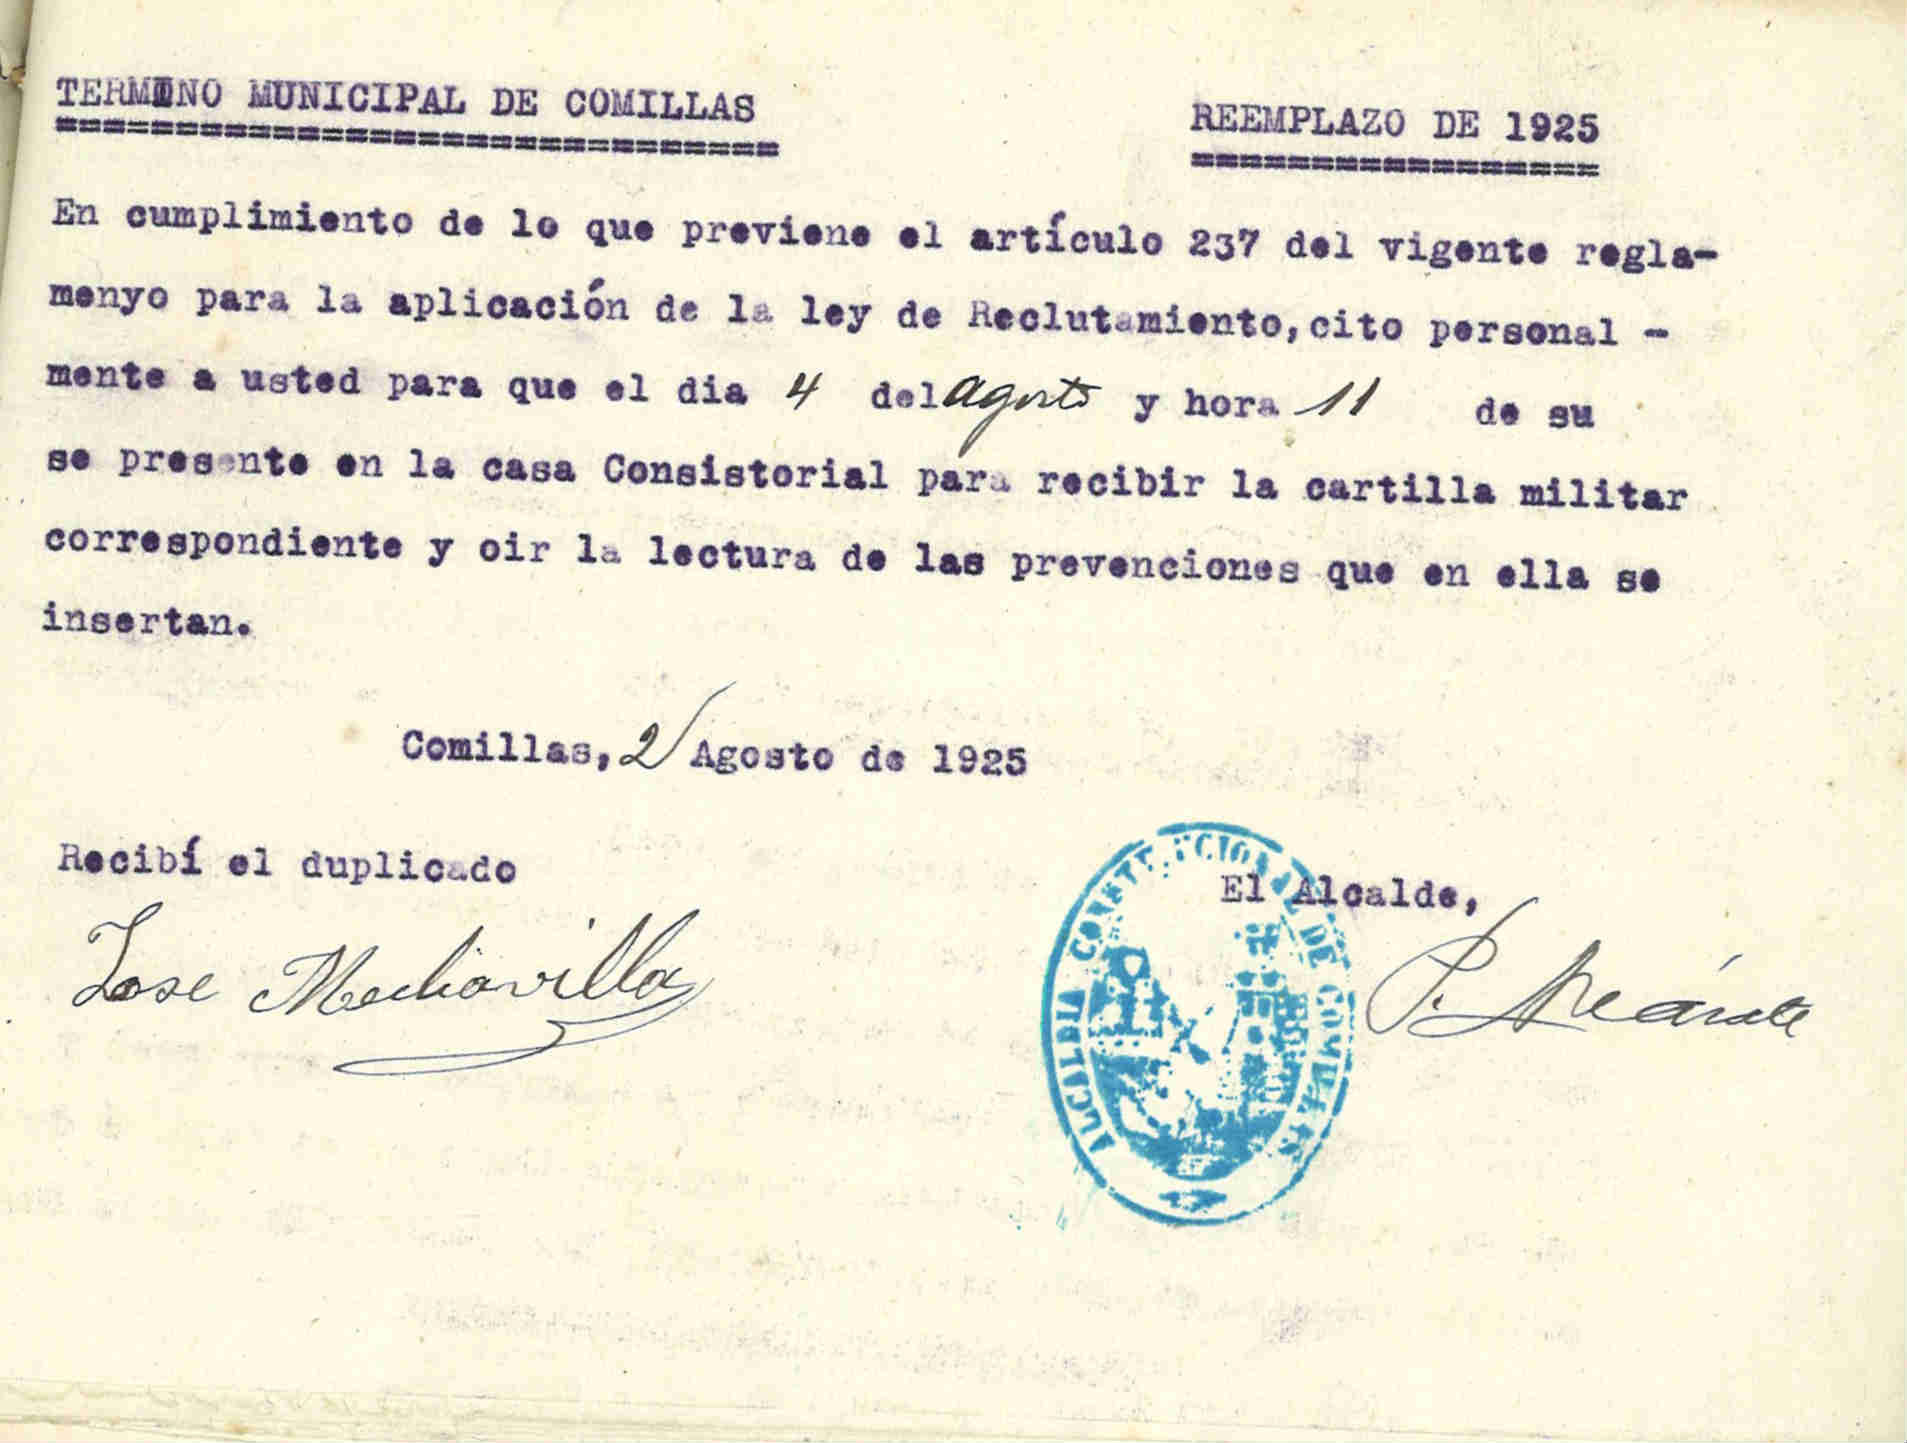 TERMINO MUNICIPAL DE COMILLAS
REEMPLAZO DE 1925
En cumplimiento de lo que previene el artículo 237 del vigente regla-
menyo para la aplicación de la ley de Reclutamiento,cito personal -
mente a usted para que el dia 4 del agosto y hora 11 de su
se presente en la casa Consistorial para recibir la cartilla militar
correspondiente y oir la lectura de las prevenciones que en ella se
insertan.
Comillas, 2 Agosto de 1925
Recibí el duplicado
El Alcalde,
Jose
P.
ALCALDIA CONSTITUCIONAL DE COMILLAS